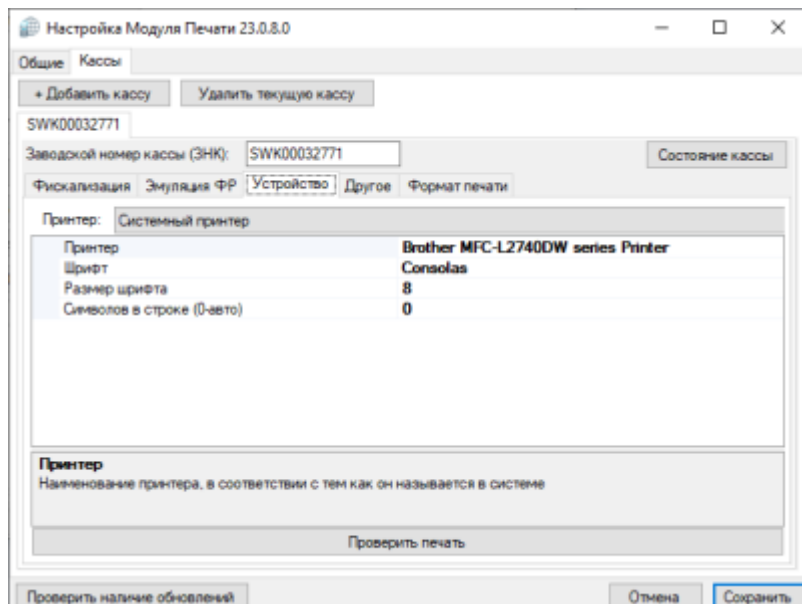 Настройка Модуля Печати 23.0.8.0
Общие Кассы
+ Добавить кассу Удалить текущую кассу
SWK00032771
Заводской номер кассы (ЗНК): SWK00032771 Состояние кассы
Фискализация Эмуляция ФР Устройство Другое Формат печати
Принтер: Системный принтер
Принтер Brother MFC-L2740DW series Printer
Шрифт Consolas
Размер шрифта 8
Символов в строке (0-авто) 0
Принтер
Наименование принтера, в соответствии с тем как он называется в системе
Проверить печать
Проверить наличие обновлений Отмена Сохранить